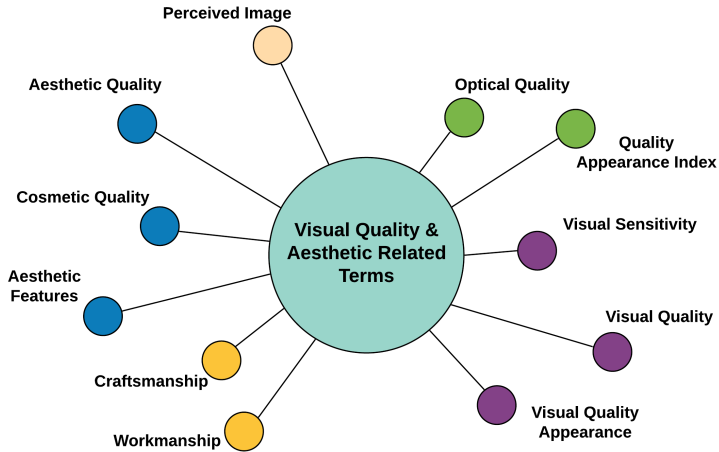 Perceived Image
Aesthetic Quality
Optical Quality
Quality
Appearance Index
Cosmetic Quality
Visual Sensitivity
Visual Quality &
Aesthetic Related
Terms
Aesthetic
Features
Visual Quality
Craftsmanship
Visual Quality
Appearance
Workmanship